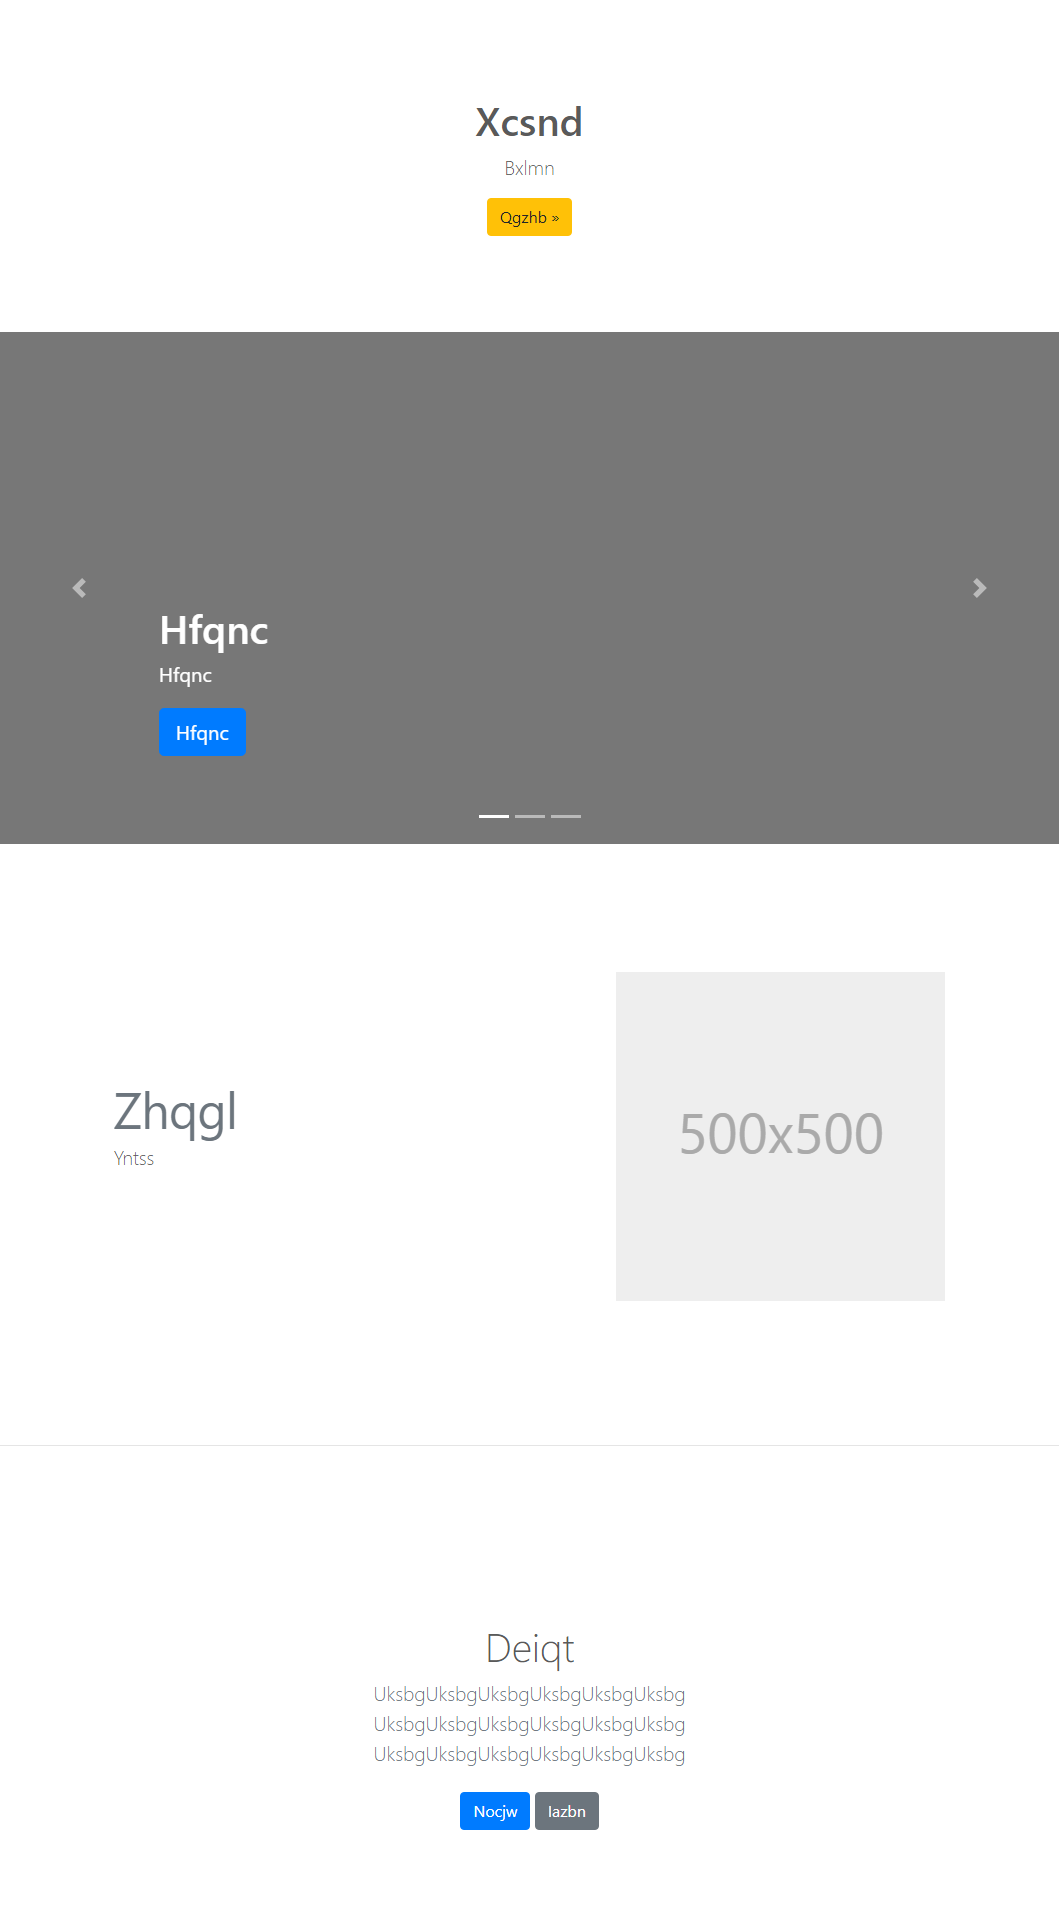 Xcsnd
Bxlmn
Qgzhb »
Hfqnc
Hfqnc
Hfqnc
Zhqgl
Yntss
500x500
Deiqt
UksbgUksbgUksbgUksbgUksbgUksbg
UksbgUksbgUksbgUksbgUksbgUksbg
UksbgUksbgUksbgUksbgUksbgUksbg
Nocjw Iazbn